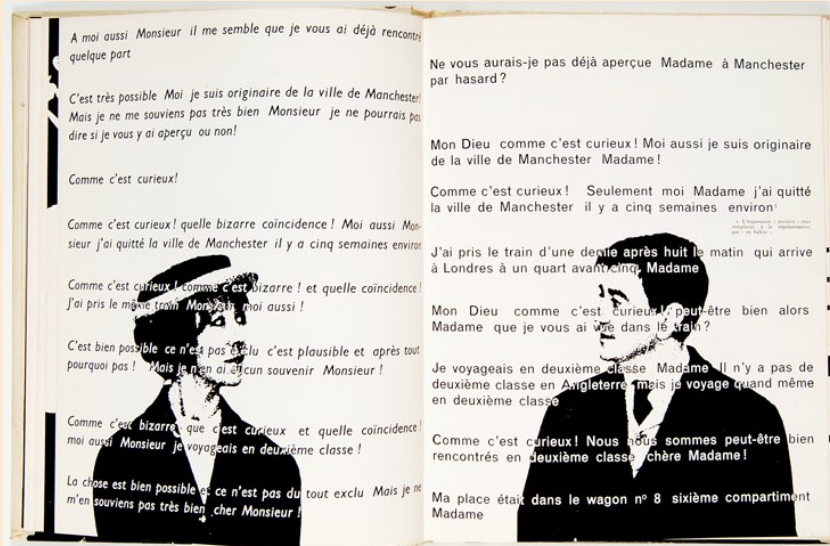 A moi aussi Monsieur il me semble que je vous ai déjà rencontré
quelque part
C'est très possible Moi je suis originaire de la ville de Manchester!
Mais je ne me souviens pas très bien Monsieur je ne pourrais pas
dire si je vous y ai aperçu ou non!
Comme c'est curieux!
Comme c'est curieux! quelle bizarre coïncidence! Moi aussi Mon-
sieur j'ai quitté la ville de Manchester il y a cinq semaines environ
Comme c'est curieux! comme c'est bizarre! et quelle coïncidence!
J'ai pris le même train Monsieur moi aussi!
C'est bien possible ce n'est pas exclu c'est plausible et après tout
pourquoi pas! Mais je n'en ai aucun souvenir Monsieur!
Comme c'est bizarre que c'est curieux et quelle coïncidence!
moi aussi Monsieur je voyageais en deuxième classe!
La chose est bien possible et ce n'est pas du tout exclu Mais je ne
m'en souviens pas très bien cher Monsieur!
Ne vous aurais-je pas déjà aperçue Madame à Manchester
par hasard?
Mon Dieu comme c'est curieux! Moi aussi je suis originaire
de la ville de Manchester Madame!
Comme c'est curieux! Seulement moi Madame j'ai quitté
la ville de Manchester il y a cinq semaines environ¹
J'ai pris le train d'une demie après huit le matin qui arrive
à Londres à un quart avant cinq Madame
Mon Dieu comme c'est curieux! peut-être bien alors
Madame que je vous ai vue dans le train?
Je voyageais en deuxième classe Madame Il n'y a pas de
deuxième classe en Angleterre mais je voyage quand même
en deuxième classe
Comme c'est curieux! Nous nous sommes peut-être bien
rencontrés en deuxième classe chère Madame!
Ma place était dans le wagon nº 8 sixième compartiment
Madame